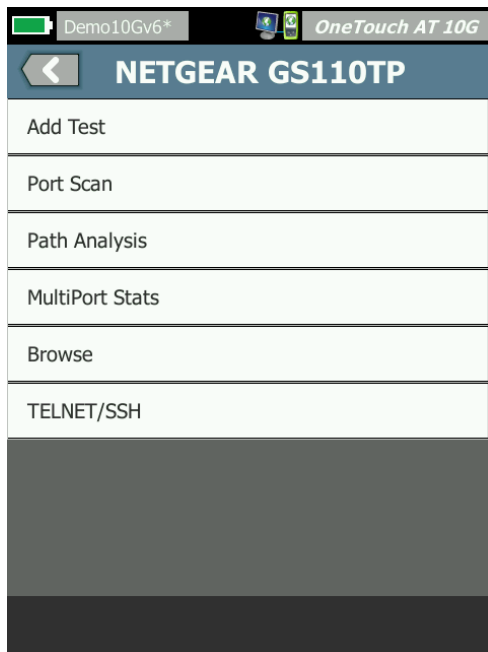 Demo10Gv6*
OneTouch AT 10G
NETGEAR GS110TP
Add Test
Port Scan
Path Analysis
MultiPort Stats
Browse
TELNET/SSH